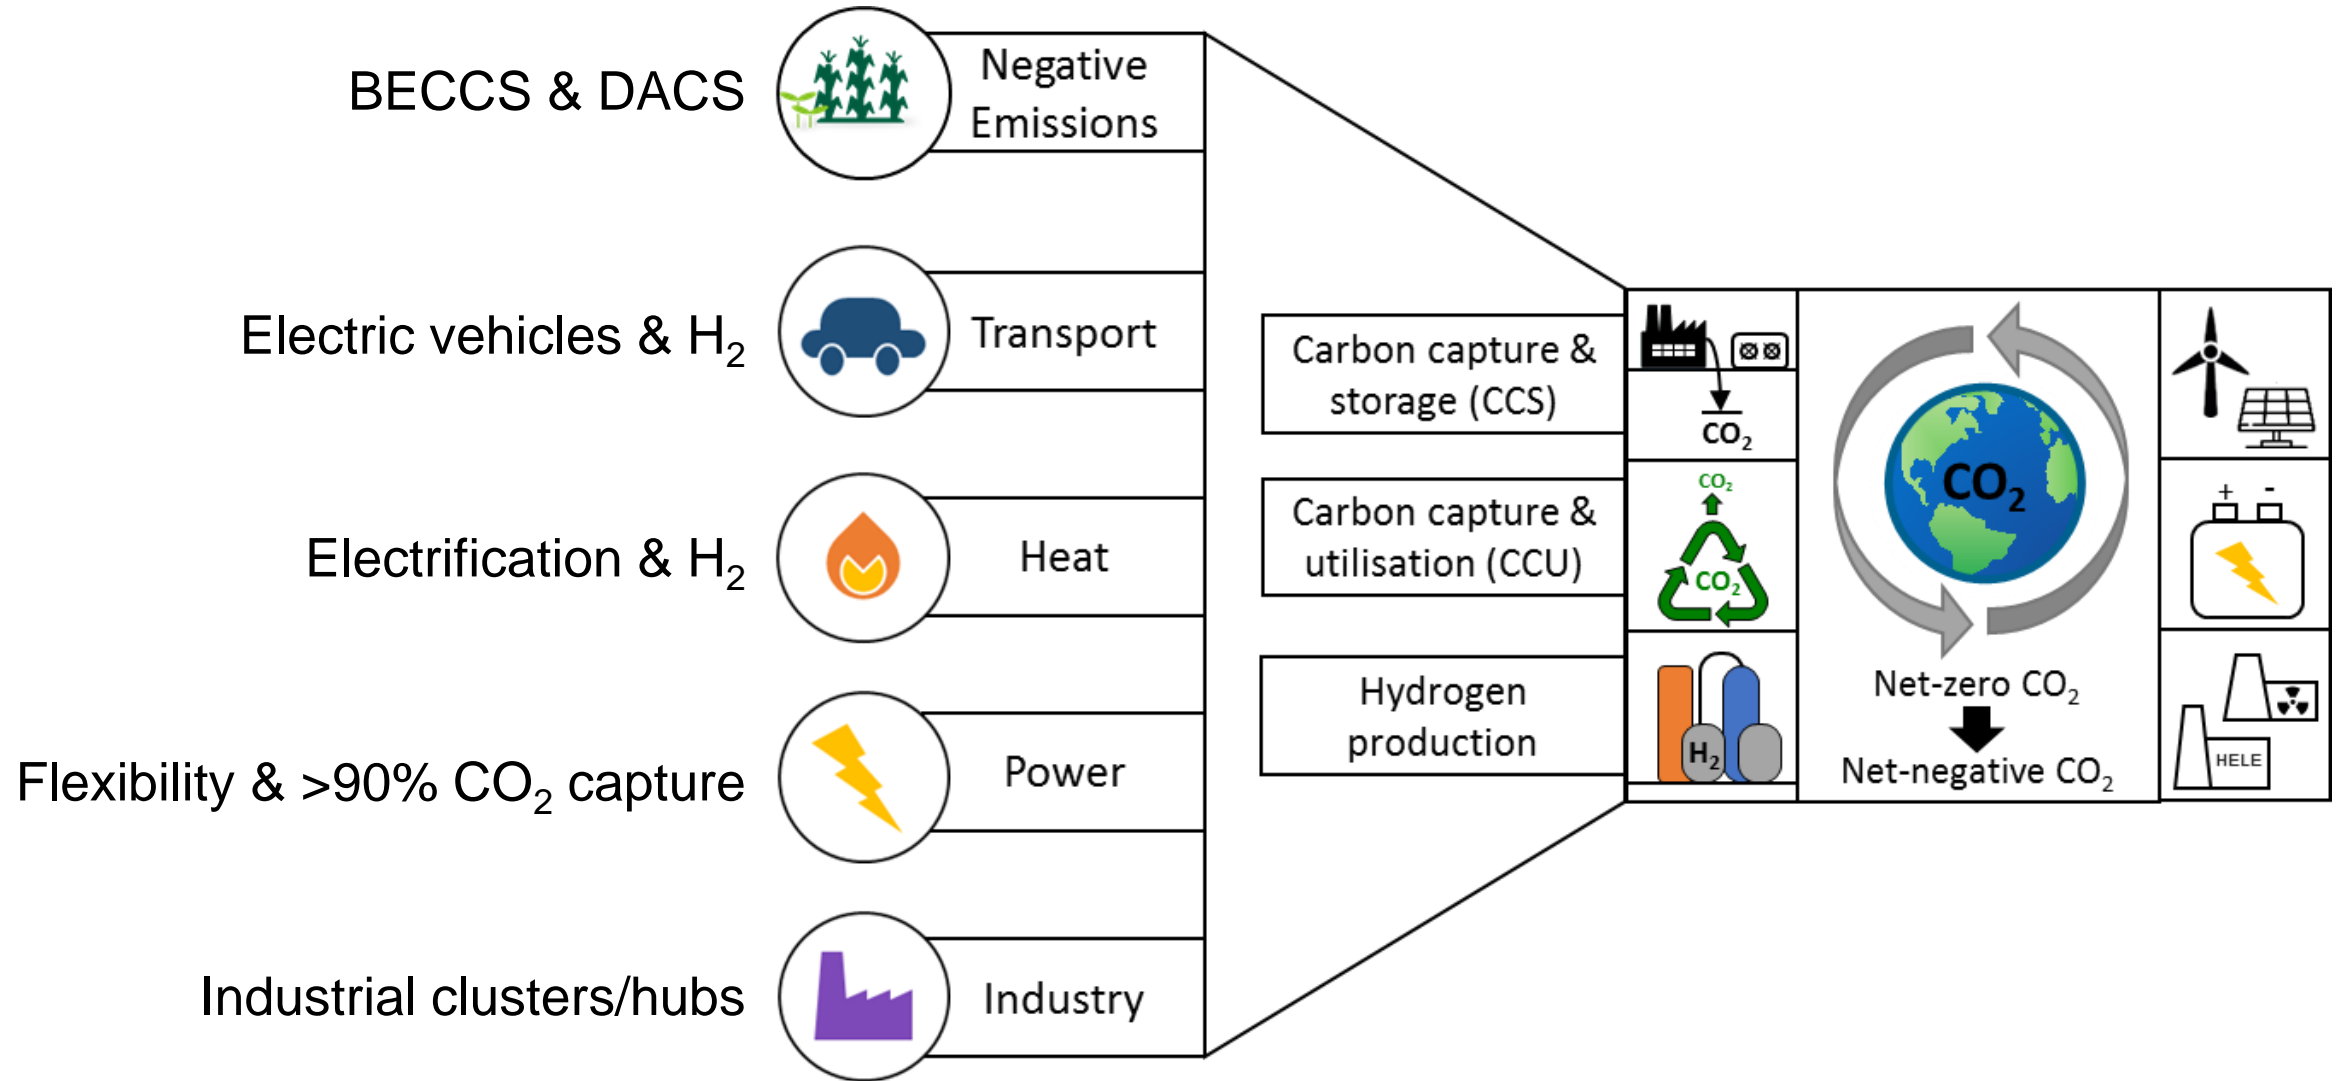 BECCS & DACS
Negative
Emissions
Electric vehicles & H₂
Transport
Electrification & H₂
Heat
Flexibility & >90% CO₂ capture
Power
Industrial clusters/hubs
Industry
Carbon capture &
storage (CCS)
Carbon capture &
utilisation (CCU)
Hydrogen
production
CO₂
CO₂
CO₂
H₂
CO₂
Net-zero CO₂
Net-negative CO₂
+ -
HELE